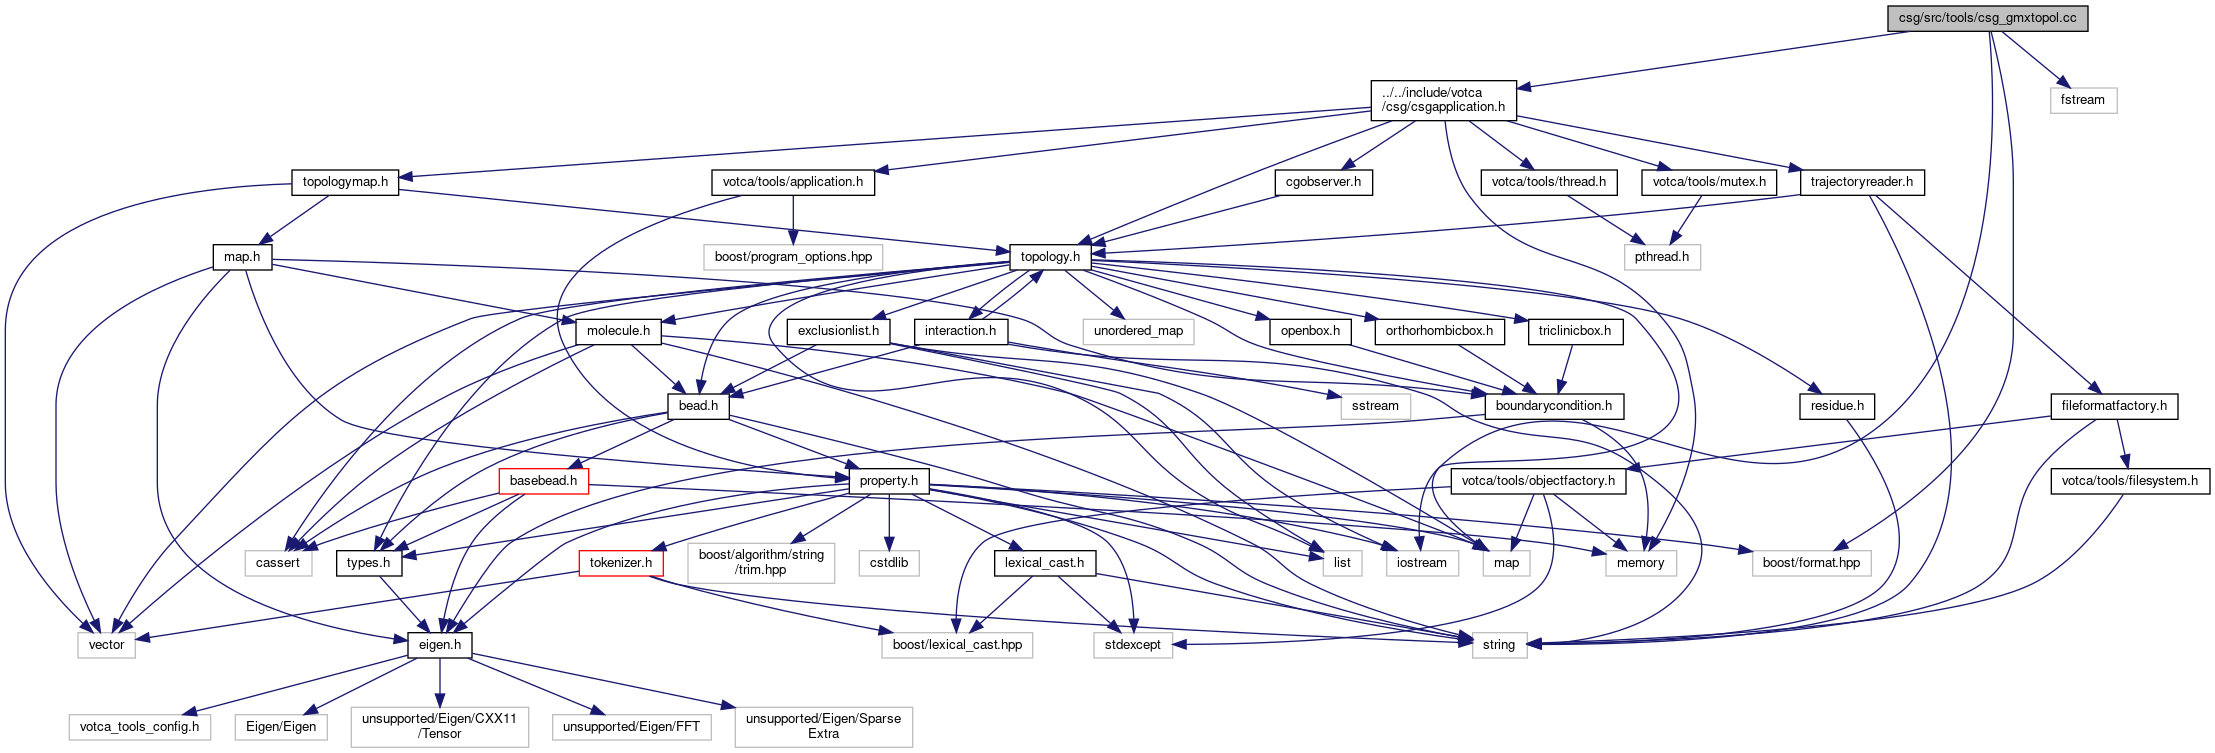 csg/src/tools/csg_gmxtopol.cc
../../include/votca
/csg/csgapplication.h
fstream
topologymap.h
votca/tools/application.h
cgobserver.h
votca/tools/thread.h
votca/tools/mutex.h
trajectoryreader.h
map.h
boost/program_options.hpp
topology.h
pthread.h
molecule.h
exclusionlist.h
interaction.h
unordered_map
openbox.h
orthorhombicbox.h
triclinicbox.h
bead.h
sstream
boundarycondition.h
residue.h
fileformatfactory.h
basebead.h
property.h
votca/tools/objectfactory.h
votca/tools/filesystem.h
cassert
types.h
tokenizer.h
boost/algorithm/string
/trim.hpp
cstdlib
lexical_cast.h
list
iostream
map
memory
boost/format.hpp
vector
eigen.h
boost/lexical_cast.hpp
stdexcept
string
votca_tools_config.h
Eigen/Eigen
unsupported/Eigen/CXX11
/Tensor
unsupported/Eigen/FFT
unsupported/Eigen/Sparse
Extra